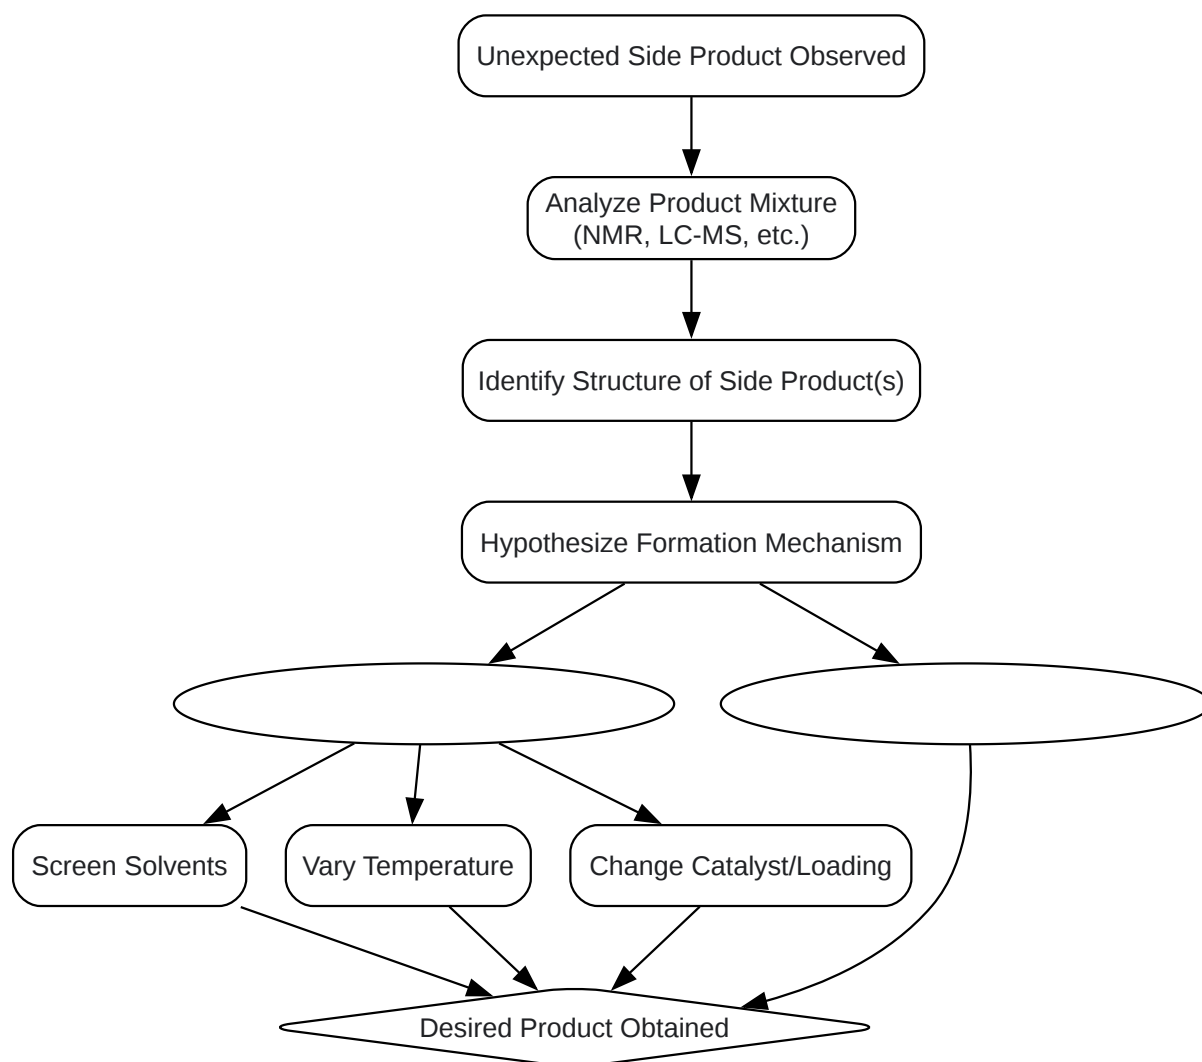 Unexpected Side Product Observed
Analyze Product Mixture
(NMR, LC-MS, etc.)
Identify Structure of Side Product(s)
Hypothesize Formation Mechanism
Screen Solvents
Vary Temperature
Change Catalyst/Loading
Desired Product Obtained